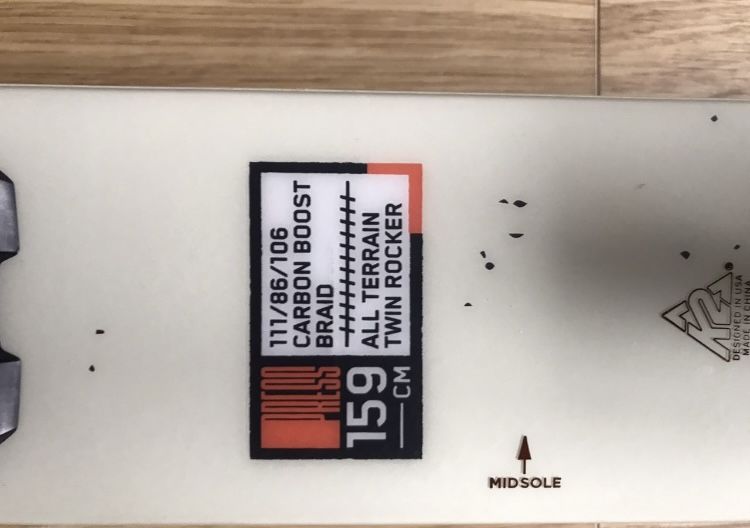 111/86/106
CARBON BOOST
BRAID
ALL TERRAIN
TWIN ROCKER
PRESS
159
CM
MIDSOLE
K2
DESIGNED IN USA
MADE IN CHINA